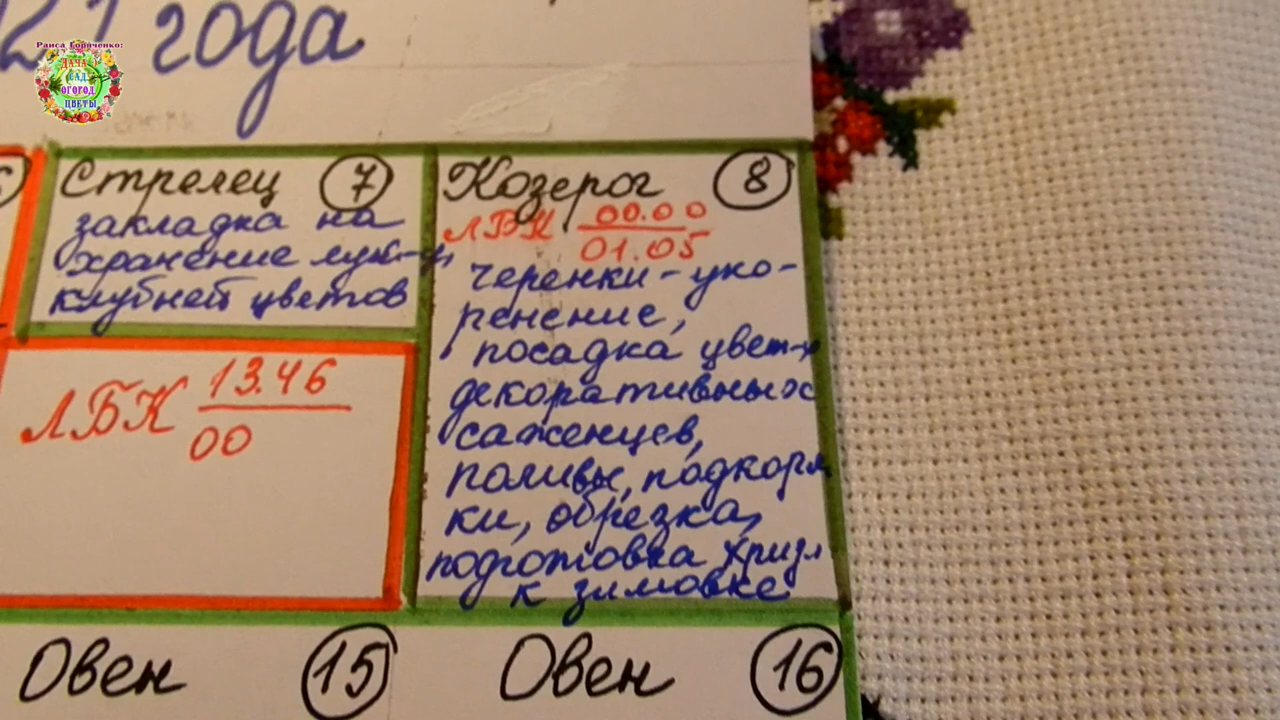 Раиса Горяченко:
ДАЧА
САД
ОГОРОД
ЦВЕТЫ
21 года
Стрелец 7
закладка на
хранение лук-ц,
клубней цветов
ЛБК 13.46
00
Козерог 8
ЛБК 00.00
01.05
черенки - уко-
ренение,
посадка цвет-х
декоративных
саженцев,
поливы, подкорм
ки, обрезка,
подготовка хриз.
к зимовке
Овен 15
Овен 16